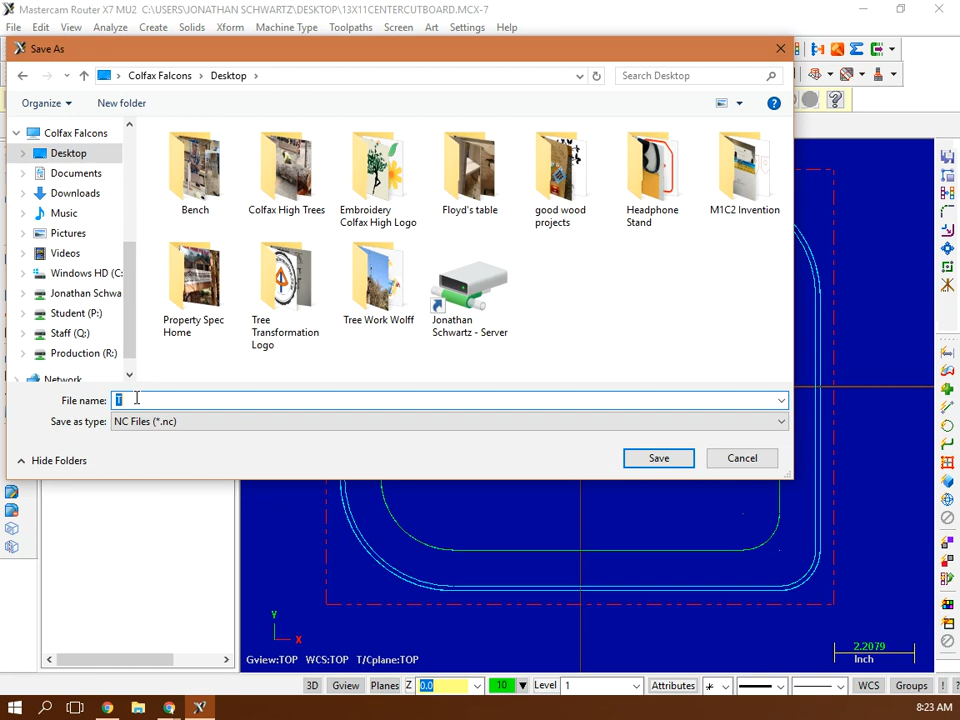 Mastercam Router X7 MU2 C:\USERS\JONATHAN SCHWARTZ\DESKTOP\13X11CENTERCUTBOARD.MCX-7
File Edit View Analyze Create Solids Xform Machine Type Toolpaths Screen Art Settings Help
Save As
Colfax Falcons > Desktop >
Search Desktop
Organize New folder
Colfax Falcons
Desktop
Documents
Downloads
Music
Pictures
Videos
Windows HD (C:
Jonathan Schwa
Student (P:)
Staff (Q:)
Production (R:)
Network
Bench
Colfax High Trees
Embroidery
Colfax High Logo
Floyd's table
good wood
projects
Headphone
Stand
M1C2 Invention
Property Spec
Home
Tree
Transformation
Logo
Tree Work Wolff
Jonathan
Schwartz - Server
File name: T
Save as type: NC Files (*.nc)
Hide Folders
Save Cancel
Y
X
Gview:TOP WCS:TOP T/Cplane:TOP
2.2079
Inch
3D Gview Planes Z 0.0 10 Level 1 Attributes WCS Groups ! ?
8:23 AM